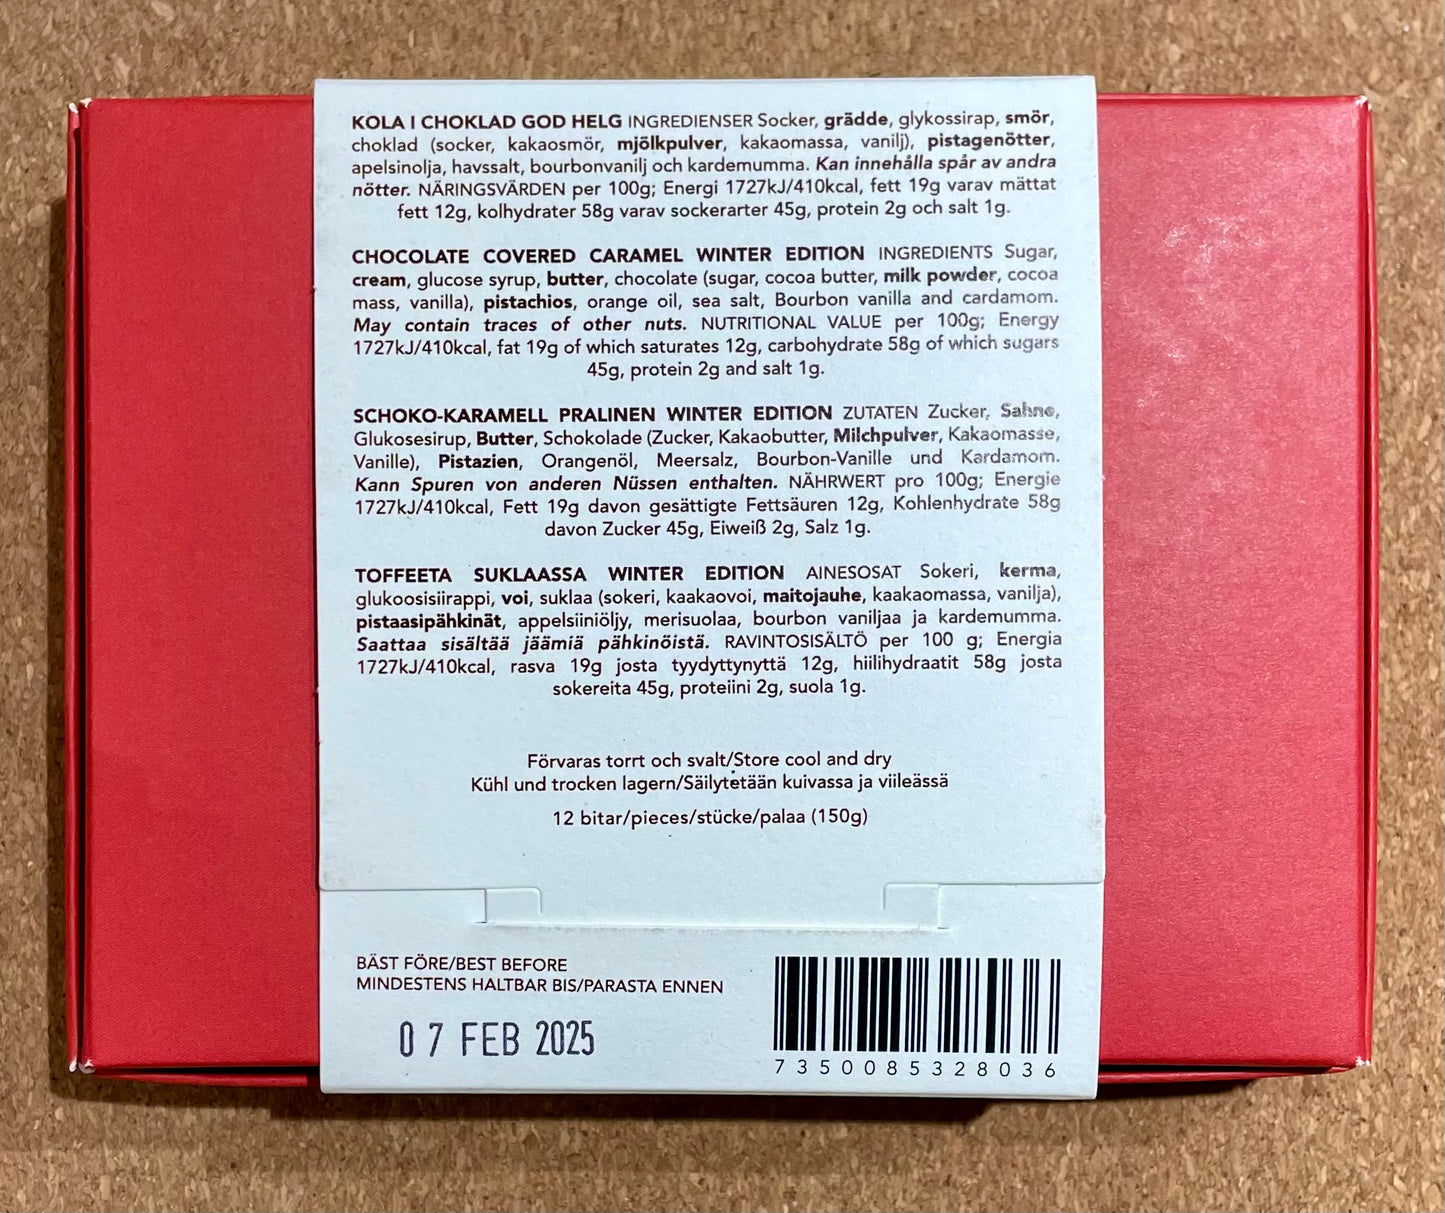 KOLA I CHOKLAD GOD HELG INGREDIENSER Socker, grädde, glykossirap, smör,
choklad (socker, kakaosmör, mjölkpulver, kakaomassa, vanilj), pistagenötter,
apelsinolja, havssalt, bourbonvanilj och kardemumma. Kan innehålla spår av andra
nötter. NÄRINGSVÄRDEN per 100g; Energi 1727kJ/410kcal, fett 19g varav mättat
fett 12g, kolhydrater 58g varav sockerarter 45g, protein 2g och salt 1g.
CHOCOLATE COVERED CARAMEL WINTER EDITION INGREDIENTS Sugar,
cream, glucose syrup, butter, chocolate (sugar, cocoa butter, milk powder, cocoa
mass, vanilla), pistachios, orange oil, sea salt, Bourbon vanilla and cardamom.
May contain traces of other nuts. NUTRITIONAL VALUE per 100g; Energy
1727kJ/410kcal, fat 19g of which saturates 12g, carbohydrate 58g of which sugars
45g, protein 2g and salt 1g.
SCHOKO-KARAMELL PRALINEN WINTER EDITION ZUTATEN Zucker, Sahne,
Glukosesirup, Butter, Schokolade (Zucker, Kakaobutter, Milchpulver, Kakaomasse,
Vanille), Pistazien, Orangenöl, Meersalz, Bourbon-Vanille und Kardamom.
Kann Spuren von anderen Nüssen enthalten. NÄHRWERT pro 100g; Energie
1727kJ/410kcal, Fett 19g davon gesättigte Fettsäuren 12g, Kohlenhydrate 58g
davon Zucker 45g, Eiweiß 2g, Salz 1g.
TOFFEETA SUKLAASSA WINTER EDITION AINESOSAT Sokeri, kerma,
glukoosisiirappi, voi, suklaa (sokeri, kaakaovoi, maitojauhe, kaakaomassa, vanilja),
pistaasipähkinät, appelsiiniöljy, merisuolaa, bourbon vaniljaa ja kardemumma.
Saattaa sisältää jäämiä pähkinöistä. RAVINTOSISÄLTÖ per 100 g; Energia
1727kJ/410kcal, rasva 19g josta tyydyttynyttä 12g, hiilihydraatit 58g josta
sokereita 45g, proteiini 2g, suola 1g.
Förvaras torrt och svalt/Store cool and dry
Kühl und trocken lagern/Säilytetään kuivassa ja viileässä
12 bitar/pieces/stücke/palaa (150g)
BÄST FÖRE/BEST BEFORE
MINDESTENS HALTBAR BIS/PARASTA ENNEN
07 FEB 2025
7350085328036